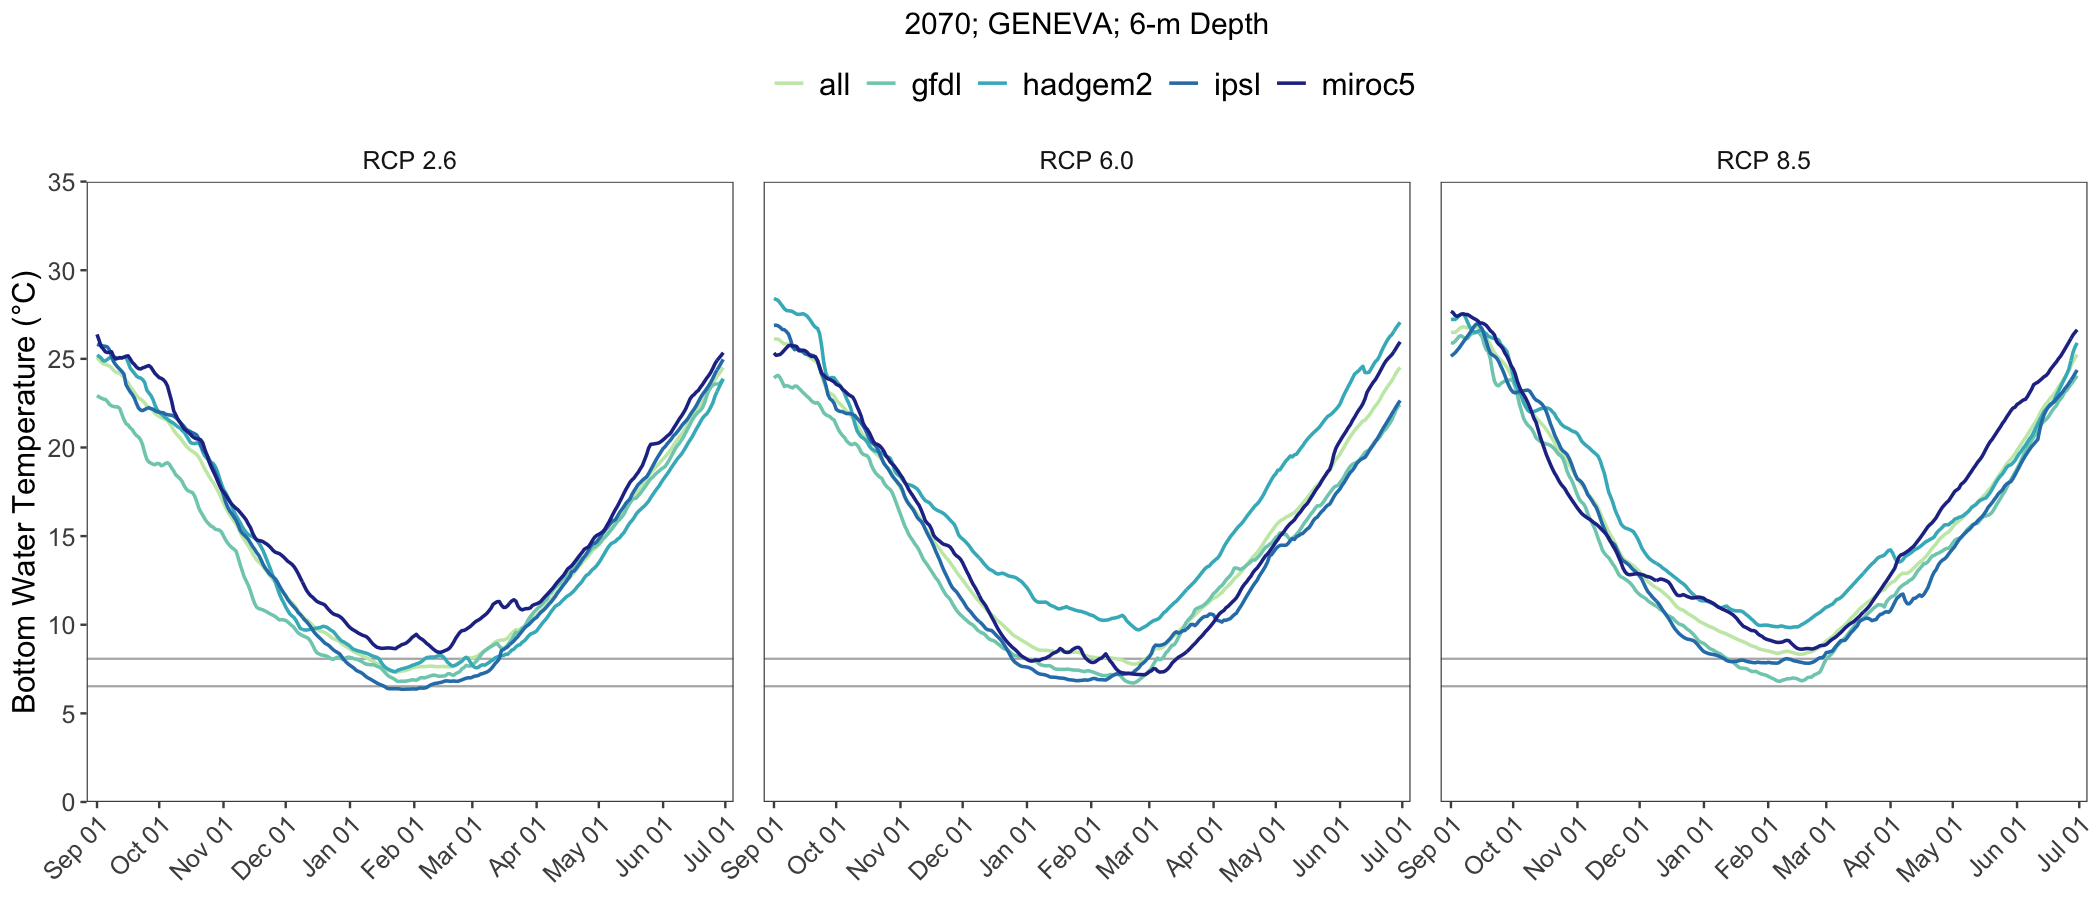 2070; GENEVA; 6-m Depth
all gfdl hadgem2 ipsl miroc5
RCP 2.6 RCP 6.0 RCP 8.5
Bottom Water Temperature (°C)
35
30
25
20
15
10
5
0
Sep 01 Oct 01 Nov 01 Dec 01 Jan 01 Feb 01 Mar 01 Apr 01 May 01 Jun 01 Jul 01 Sep 01 Oct 01 Nov 01 Dec 01 Jan 01 Feb 01 Mar 01 Apr 01 May 01 Jun 01 Jul 01 Sep 01 Oct 01 Nov 01 Dec 01 Jan 01 Feb 01 Mar 01 Apr 01 May 01 Jun 01 Jul 01